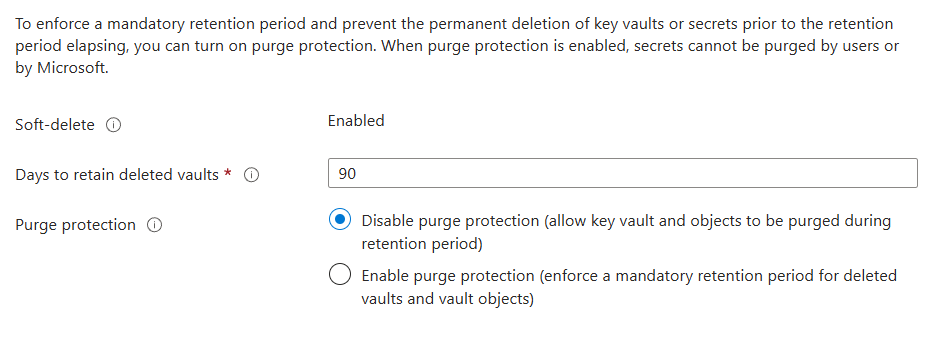 To enforce a mandatory retention period and prevent the permanent deletion of key vaults or secrets prior to the retention
period elapsing, you can turn on purge protection. When purge protection is enabled, secrets cannot be purged by users or
by Microsoft.
Soft-delete
Enabled
Days to retain deleted vaults *
90
Purge protection
Disable purge protection (allow key vault and objects to be purged during
retention period)
Enable purge protection (enforce a mandatory retention period for deleted
vaults and vault objects)